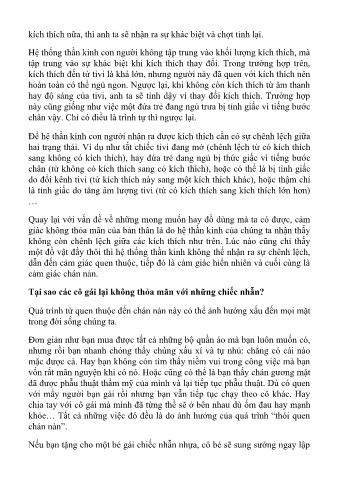 kích thích nữa, thì anh ta sẽ nhận ra sự khác biệt và chợt tỉnh lại.
Hệ thống thần kinh con người không tập trung vào khối lượng kích thích, mà
tập trung vào sự khác biệt khi kích thích thay đổi. Trong trường hợp trên,
kích thích đến từ tivi là khá lớn, nhưng người này đã quen với kích thích nên
hoàn toàn có thể ngủ ngon. Ngược lại, khi không còn kích thích từ âm thanh
hay độ sáng của tivi, anh ta sẽ tỉnh dậy vì thay đổi kích thích. Trường hợp
này cũng giống như việc một đứa trẻ đang ngủ trưa bị tỉnh giấc vì tiếng bước
chân vậy. Chỉ có điều là trình tự thì ngược lại.
Để hệ thần kinh con người nhận ra được kích thích cần có sự chênh lệch giữa
hai trạng thái. Ví dụ như tắt chiếc tivi đang mở (chênh lệch từ có kích thích
sang không có kích thích), hay đứa trẻ đang ngủ bị thức giấc vì tiếng bước
chân (từ không có kích thích sang có kích thích), hoặc có thể là bị tỉnh giấc
do đổi kênh tivi (từ kích thích này sang một kích thích khác), hoặc thậm chí
là tỉnh giấc do tăng âm lượng tivi (từ có kích thích sang kích thích lớn hơn)
…
Quay lại với vấn đề về những mong muốn hay đồ dùng mà ta có được, cảm
giác không thỏa mãn của bản thân là do hệ thần kinh của chúng ta nhận thấy
không còn chênh lệch giữa các kích thích như trên. Lúc nào cũng chỉ thấy
một đồ vật đấy thôi thì hệ thống thần kinh không thể nhận ra sự chênh lệch,
dẫn đến cảm giác quen thuộc, tiếp đó là cảm giác hiển nhiên và cuối cùng là
cảm giác chán nản.
Tại sao các cô gái lại không thỏa mãn với những chiếc nhẫn?
Quá trình từ quen thuộc đến chán nản này có thể ảnh hưởng xấu đến mọi mặt
trong đời sống chúng ta.
Đơn giản như bạn mua được tất cả những bộ quần áo mà bạn luôn muốn có,
nhưng rồi bạn nhanh chóng thấy chúng xấu xí và tự nhủ: chẳng có cái nào
mặc được cả. Hay bạn không còn tìm thấy niềm vui trong công việc mà bạn
vốn rất mãn nguyện khi có nó. Hoặc cũng có thể là bạn thấy chán gương mặt
đã được phẫu thuật thẩm mỹ của mình và lại tiếp tục phẫu thuật. Dù có quen
với mấy người bạn gái rồi nhưng bạn vẫn tiếp tục chạy theo cô khác. Hay
chia tay với cô gái mà mình đã từng thề sẽ ở bên nhau dù ốm đau hay mạnh
khỏe… Tất cả những việc đó đều là do ảnh hưởng của quá trình “thói quen
chán nản”.
Nếu bạn tặng cho một bé gái chiếc nhẫn nhựa, cô bé sẽ sung sướng ngay lập